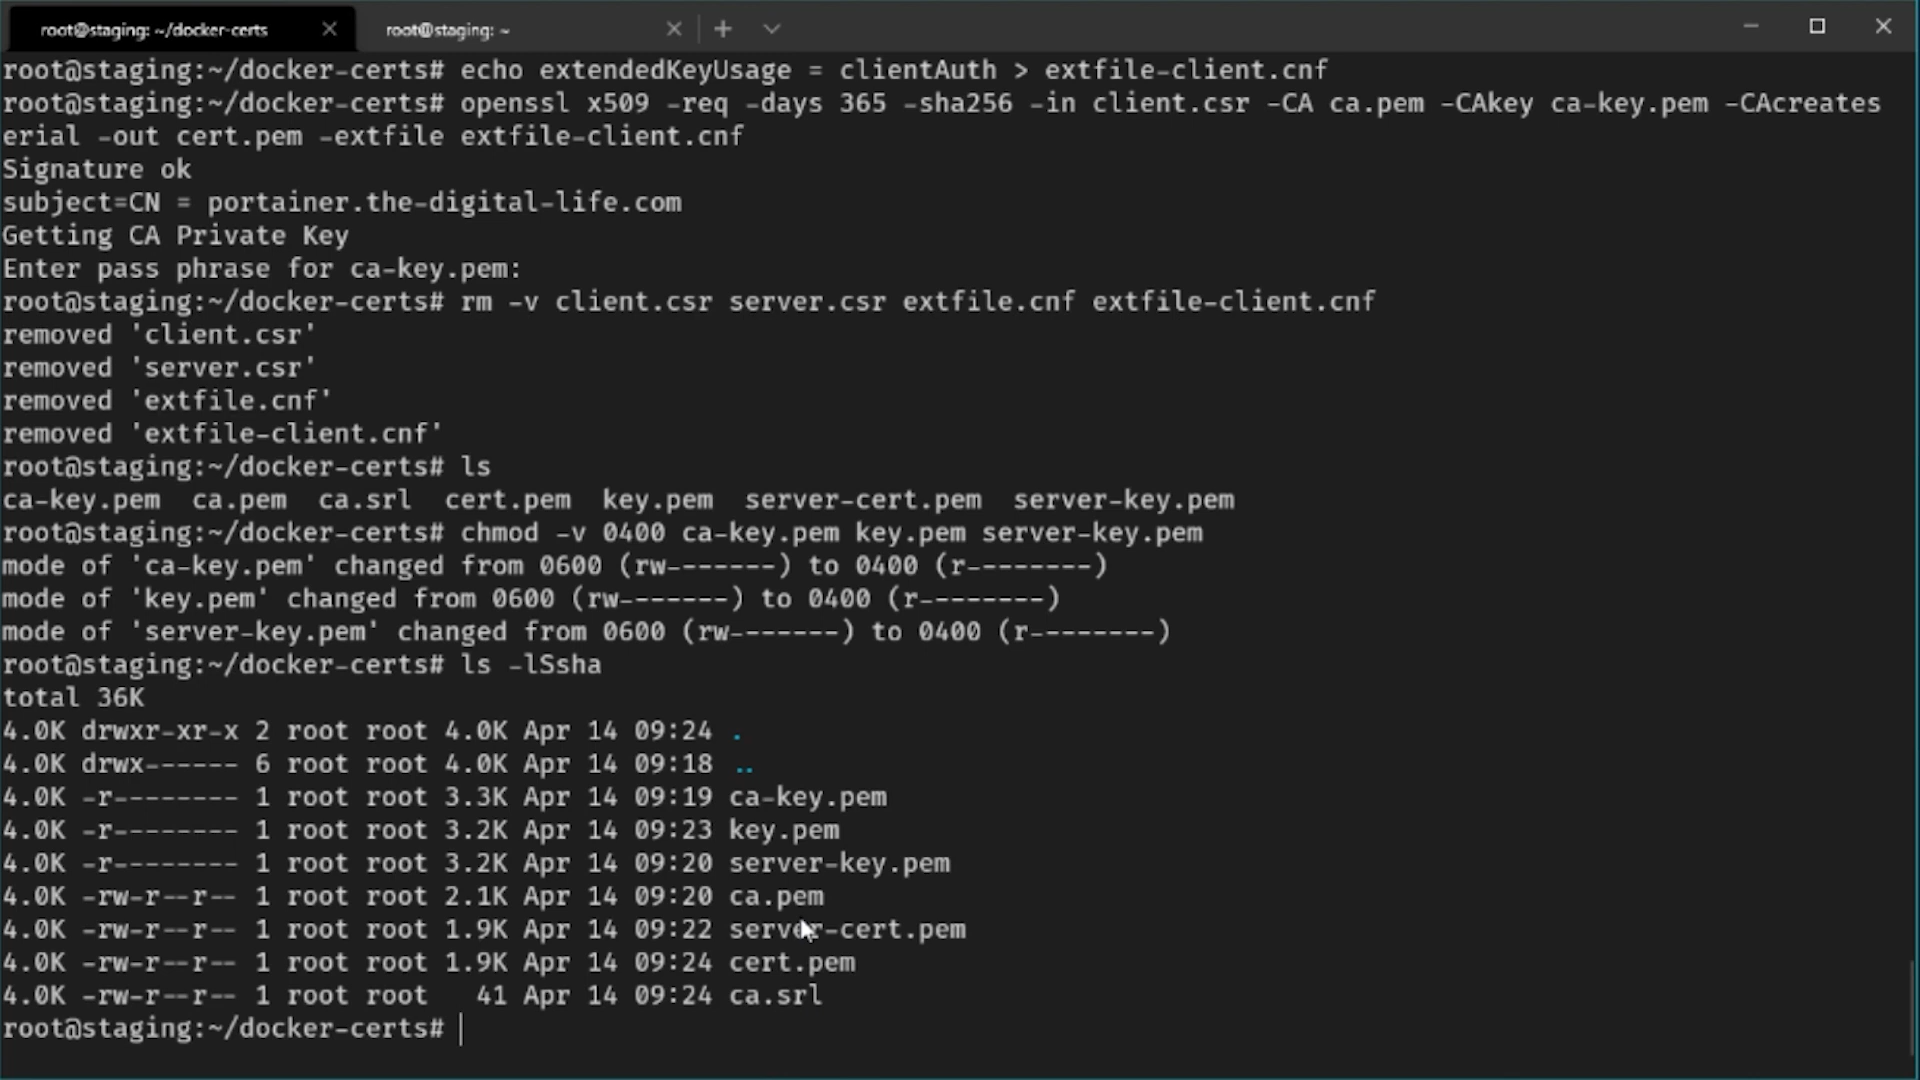 root@staging: ~/docker-certs
root@staging: ~
root@staging:~/docker-certs# echo extendedKeyUsage = clientAuth > extfile-client.cnf
root@staging:~/docker-certs# openssl x509 -req -days 365 -sha256 -in client.csr -CA ca.pem -CAkey ca-key.pem -CAcreates
erial -out cert.pem -extfile extfile-client.cnf
Signature ok
subject=CN = portainer.the-digital-life.com
Getting CA Private Key
Enter pass phrase for ca-key.pem:
root@staging:~/docker-certs# rm -v client.csr server.csr extfile.cnf extfile-client.cnf
removed 'client.csr'
removed 'server.csr'
removed 'extfile.cnf'
removed 'extfile-client.cnf'
root@staging:~/docker-certs# ls
ca-key.pem  ca.pem  ca.srl  cert.pem  key.pem  server-cert.pem  server-key.pem
root@staging:~/docker-certs# chmod -v 0400 ca-key.pem key.pem server-key.pem
mode of 'ca-key.pem' changed from 0600 (rw-------) to 0400 (r--------)
mode of 'key.pem' changed from 0600 (rw-------) to 0400 (r--------)
mode of 'server-key.pem' changed from 0600 (rw-------) to 0400 (r--------)
root@staging:~/docker-certs# ls -lSsha
total 36K
4.0K drwxr-xr-x 2 root root 4.0K Apr 14 09:24 .
4.0K drwx------ 6 root root 4.0K Apr 14 09:18 ..
4.0K -r-------- 1 root root 3.3K Apr 14 09:19 ca-key.pem
4.0K -r-------- 1 root root 3.2K Apr 14 09:23 key.pem
4.0K -r-------- 1 root root 3.2K Apr 14 09:20 server-key.pem
4.0K -rw-r--r-- 1 root root 2.1K Apr 14 09:20 ca.pem
4.0K -rw-r--r-- 1 root root 1.9K Apr 14 09:22 server-cert.pem
4.0K -rw-r--r-- 1 root root 1.9K Apr 14 09:24 cert.pem
4.0K -rw-r--r-- 1 root root   41 Apr 14 09:24 ca.srl
root@staging:~/docker-certs#